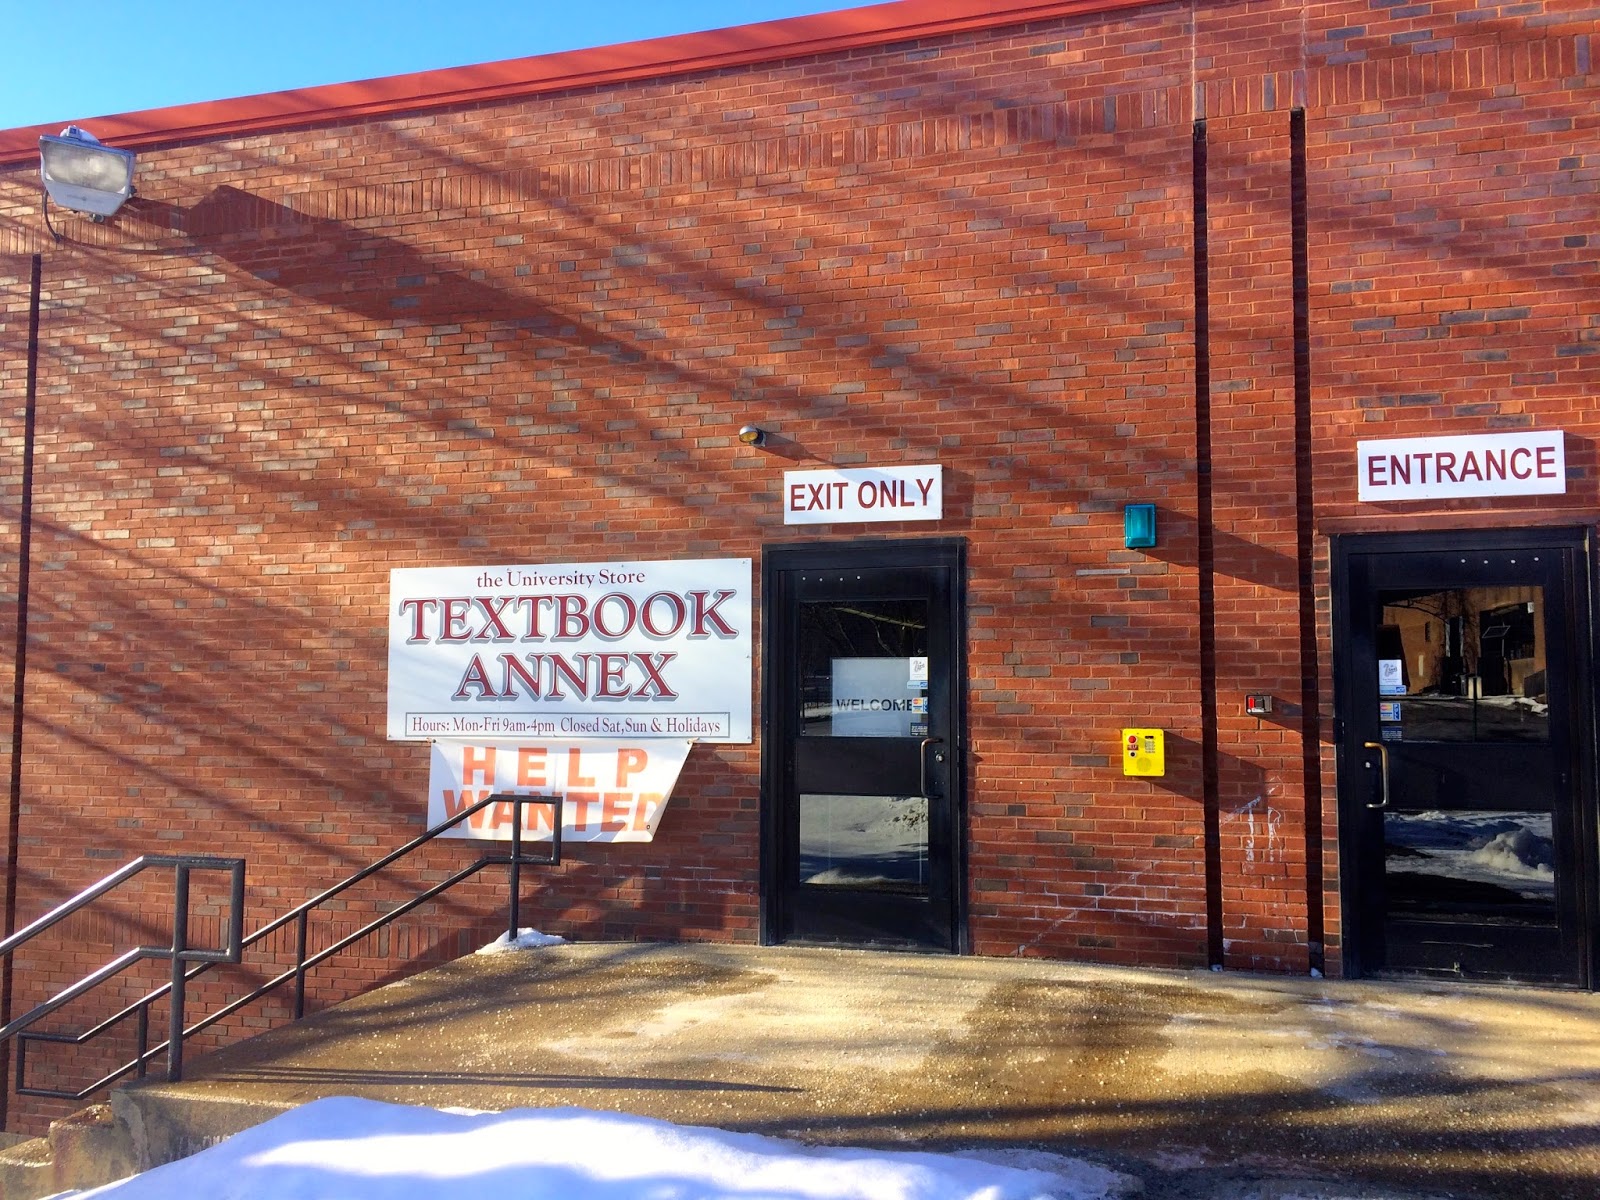 EXIT ONLY
ENTRANCE
the University Store
TEXTBOOK
ANNEX
Hours: Mon-Fri 9am-4pm Closed Sat,Sun & Holidays
HELP
WANTED
WELCOME